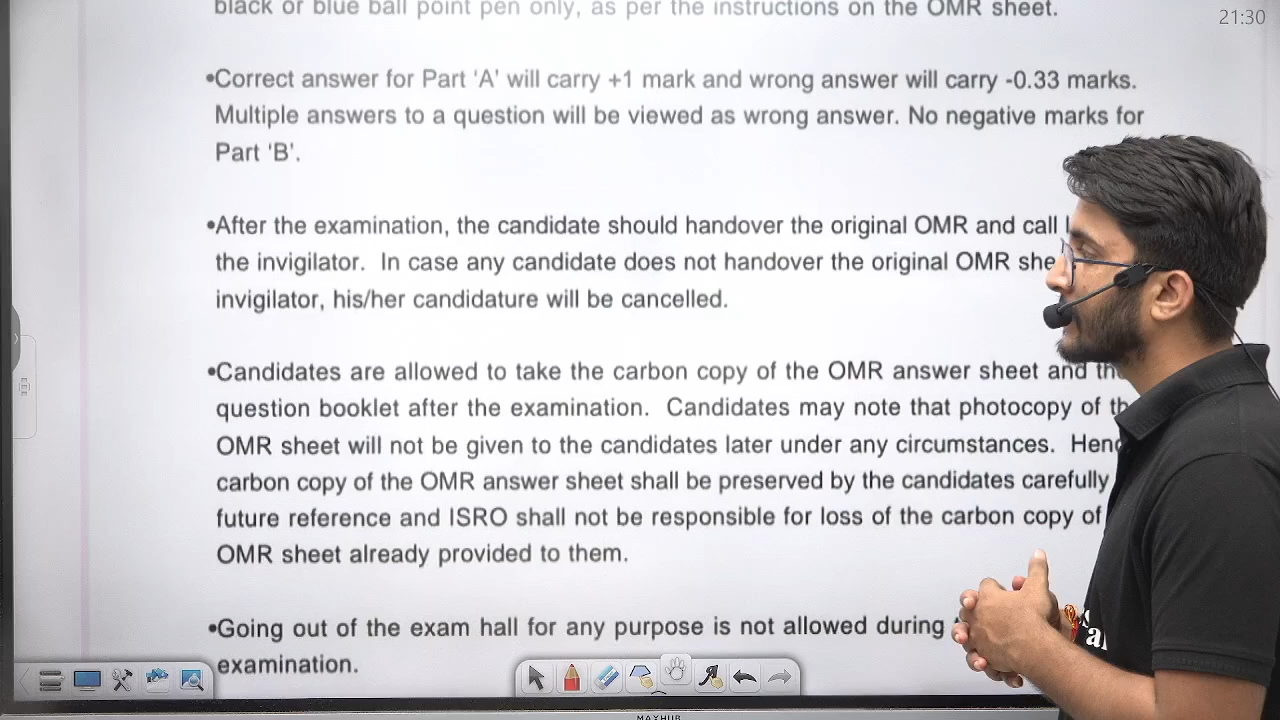 black or blue ball point pen only, as per the instructions on the OMR sheet.
21:30
•Correct answer for Part 'A' will carry +1 mark and wrong answer will carry -0.33 marks.
Multiple answers to a question will be viewed as wrong answer. No negative marks for
Part 'B'.
•After the examination, the candidate should handover the original OMR and call
the invigilator. In case any candidate does not handover the original OMR
invigilator, his/her candidature will be cancelled.
•Candidates are allowed to take the carbon copy of the OMR answer sheet and
question booklet after the examination. Candidates may note that photocopy of
OMR sheet will not be given to the candidates later under any circumstances.
carbon copy of the OMR answer sheet shall be preserved by the candidates carefully
future reference and ISRO shall not be responsible for loss of the carbon copy of
OMR sheet already provided to them.
•Going out of the exam hall for any purpose is not allowed during
examination.
MAXHUB